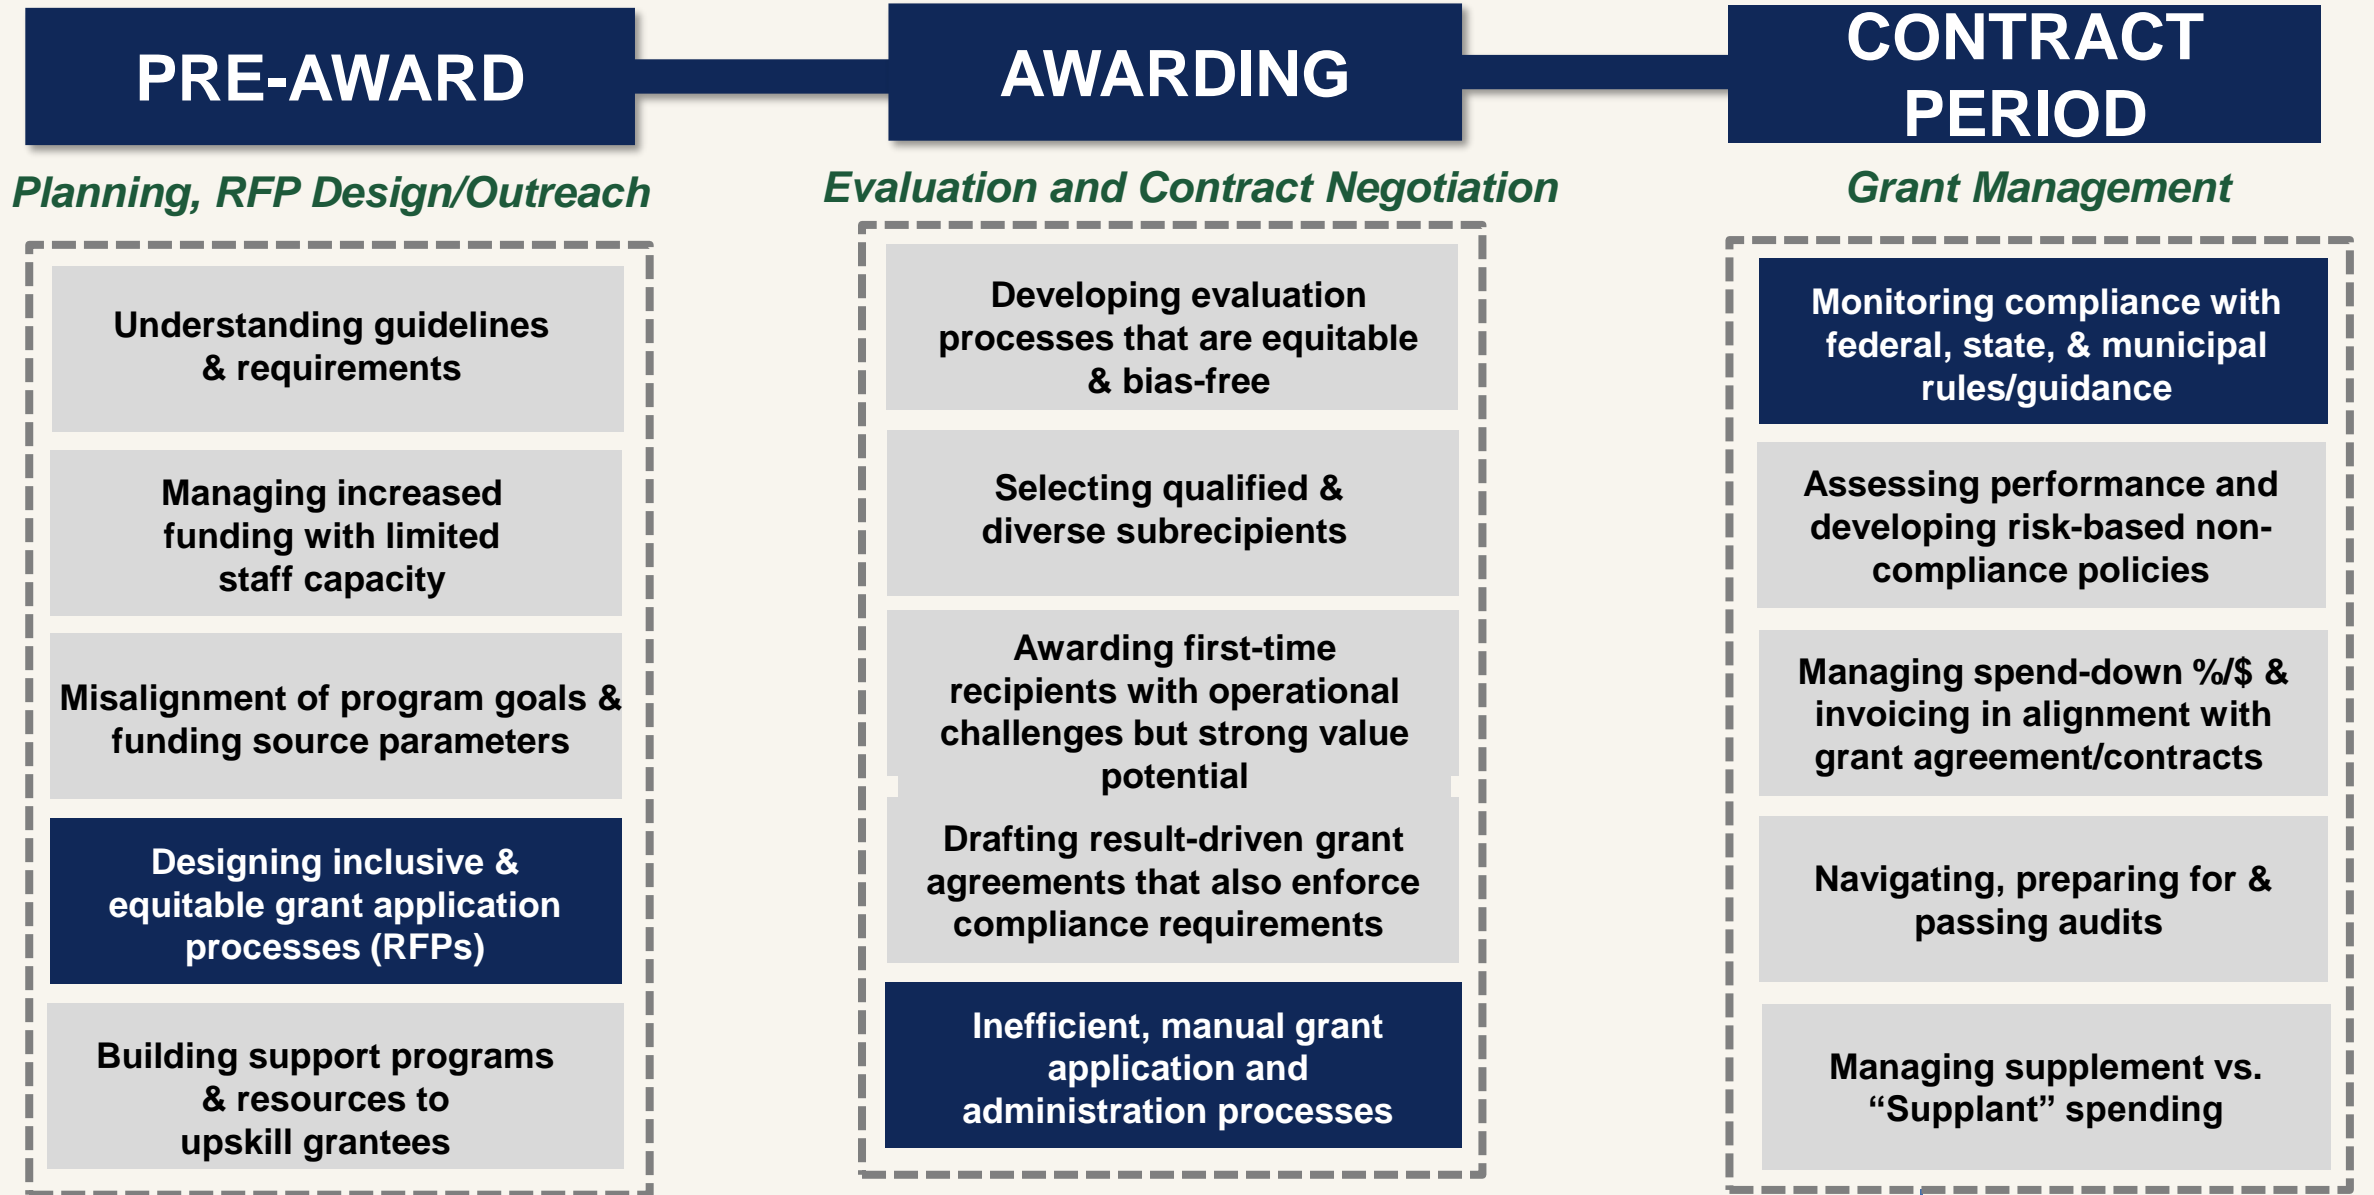 PRE-AWARD
Planning, RFP Design/Outreach
Understanding guidelines
& requirements
Managing increased
funding with limited
staff capacity
Misalignment of program goals &
funding source parameters
Designing inclusive &
equitable grant application
processes (RFPs)
Building support programs
& resources to
upskill grantees
AWARDING
Evaluation and Contract Negotiation
Developing evaluation
processes that are equitable
& bias-free
Selecting qualified &
diverse subrecipients
Awarding first-time
recipients with operational
challenges but strong value
potential
Drafting result-driven grant
agreements that also enforce
compliance requirements
Inefficient, manual grant
application and
administration processes
CONTRACT
PERIOD
Grant Management
Monitoring compliance with
federal, state, & municipal
rules/guidance
Assessing performance and
developing risk-based non-
compliance policies
Managing spend-down %/$ &
invoicing in alignment with
grant agreement/contracts
Navigating, preparing for &
passing audits
Managing supplement vs.
“Supplant” spending